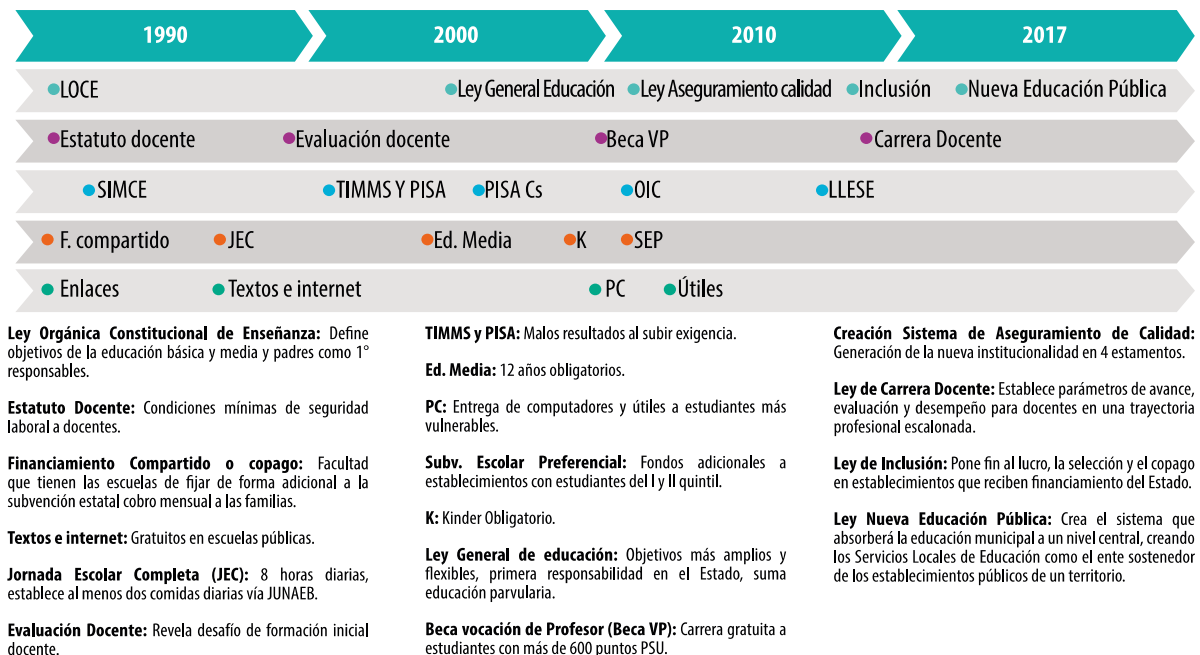 1990 2000 2010 2017
LOCE Ley General Educación Ley Aseguramiento calidad Inclusión Nueva Educación Pública
Estatuto docente Evaluación docente Beca VP Carrera Docente
SIMCE TIMMS Y PISA PISA Cs OIC LLESE
F. compartido JEC Ed. Media K SEP
Enlaces Textos e internet PC Útiles
Ley Orgánica Constitucional de Enseñanza: Define
objetivos de la educación básica y media y padres como 1°
responsables.
Estatuto Docente: Condiciones mínimas de seguridad
laboral a docentes.
Financiamiento Compartido o copago: Facultad
que tienen las escuelas de fijar de forma adicional a la
subvención estatal cobro mensual a las familias.
Textos e internet: Gratuitos en escuelas públicas.
Jornada Escolar Completa (JEC): 8 horas diarias,
establece al menos dos comidas diarias vía JUNAEB.
Evaluación Docente: Revela desafío de formación inicial
docente.
TIMMS y PISA: Malos resultados al subir exigencia.
Ed. Media: 12 años obligatorios.
PC: Entrega de computadores y útiles a estudiantes más
vulnerables.
Subv. Escolar Preferencial: Fondos adicionales a
establecimientos con estudiantes del I y II quintil.
K: Kinder Obligatorio.
Ley General de educación: Objetivos más amplios y
flexibles, primera responsabilidad en el Estado, suma
educación parvularia.
Beca vocación de Profesor (Beca VP): Carrera gratuita a
estudiantes con más de 600 puntos PSU.
Creación Sistema de Aseguramiento de Calidad:
Generación de la nueva institucionalidad en 4 estamentos.
Ley de Carrera Docente: Establece parámetros de avance,
evaluación y desempeño para docentes en una trayectoria
profesional escalonada.
Ley de Inclusión: Pone fin al lucro, la selección y el copago
en establecimientos que reciben financiamiento del Estado.
Ley Nueva Educación Pública: Crea el sistema que
absorberá la educación municipal a un nivel central, creando
los Servicios Locales de Educación como el ente sostenedor
de los establecimientos públicos de un territorio.